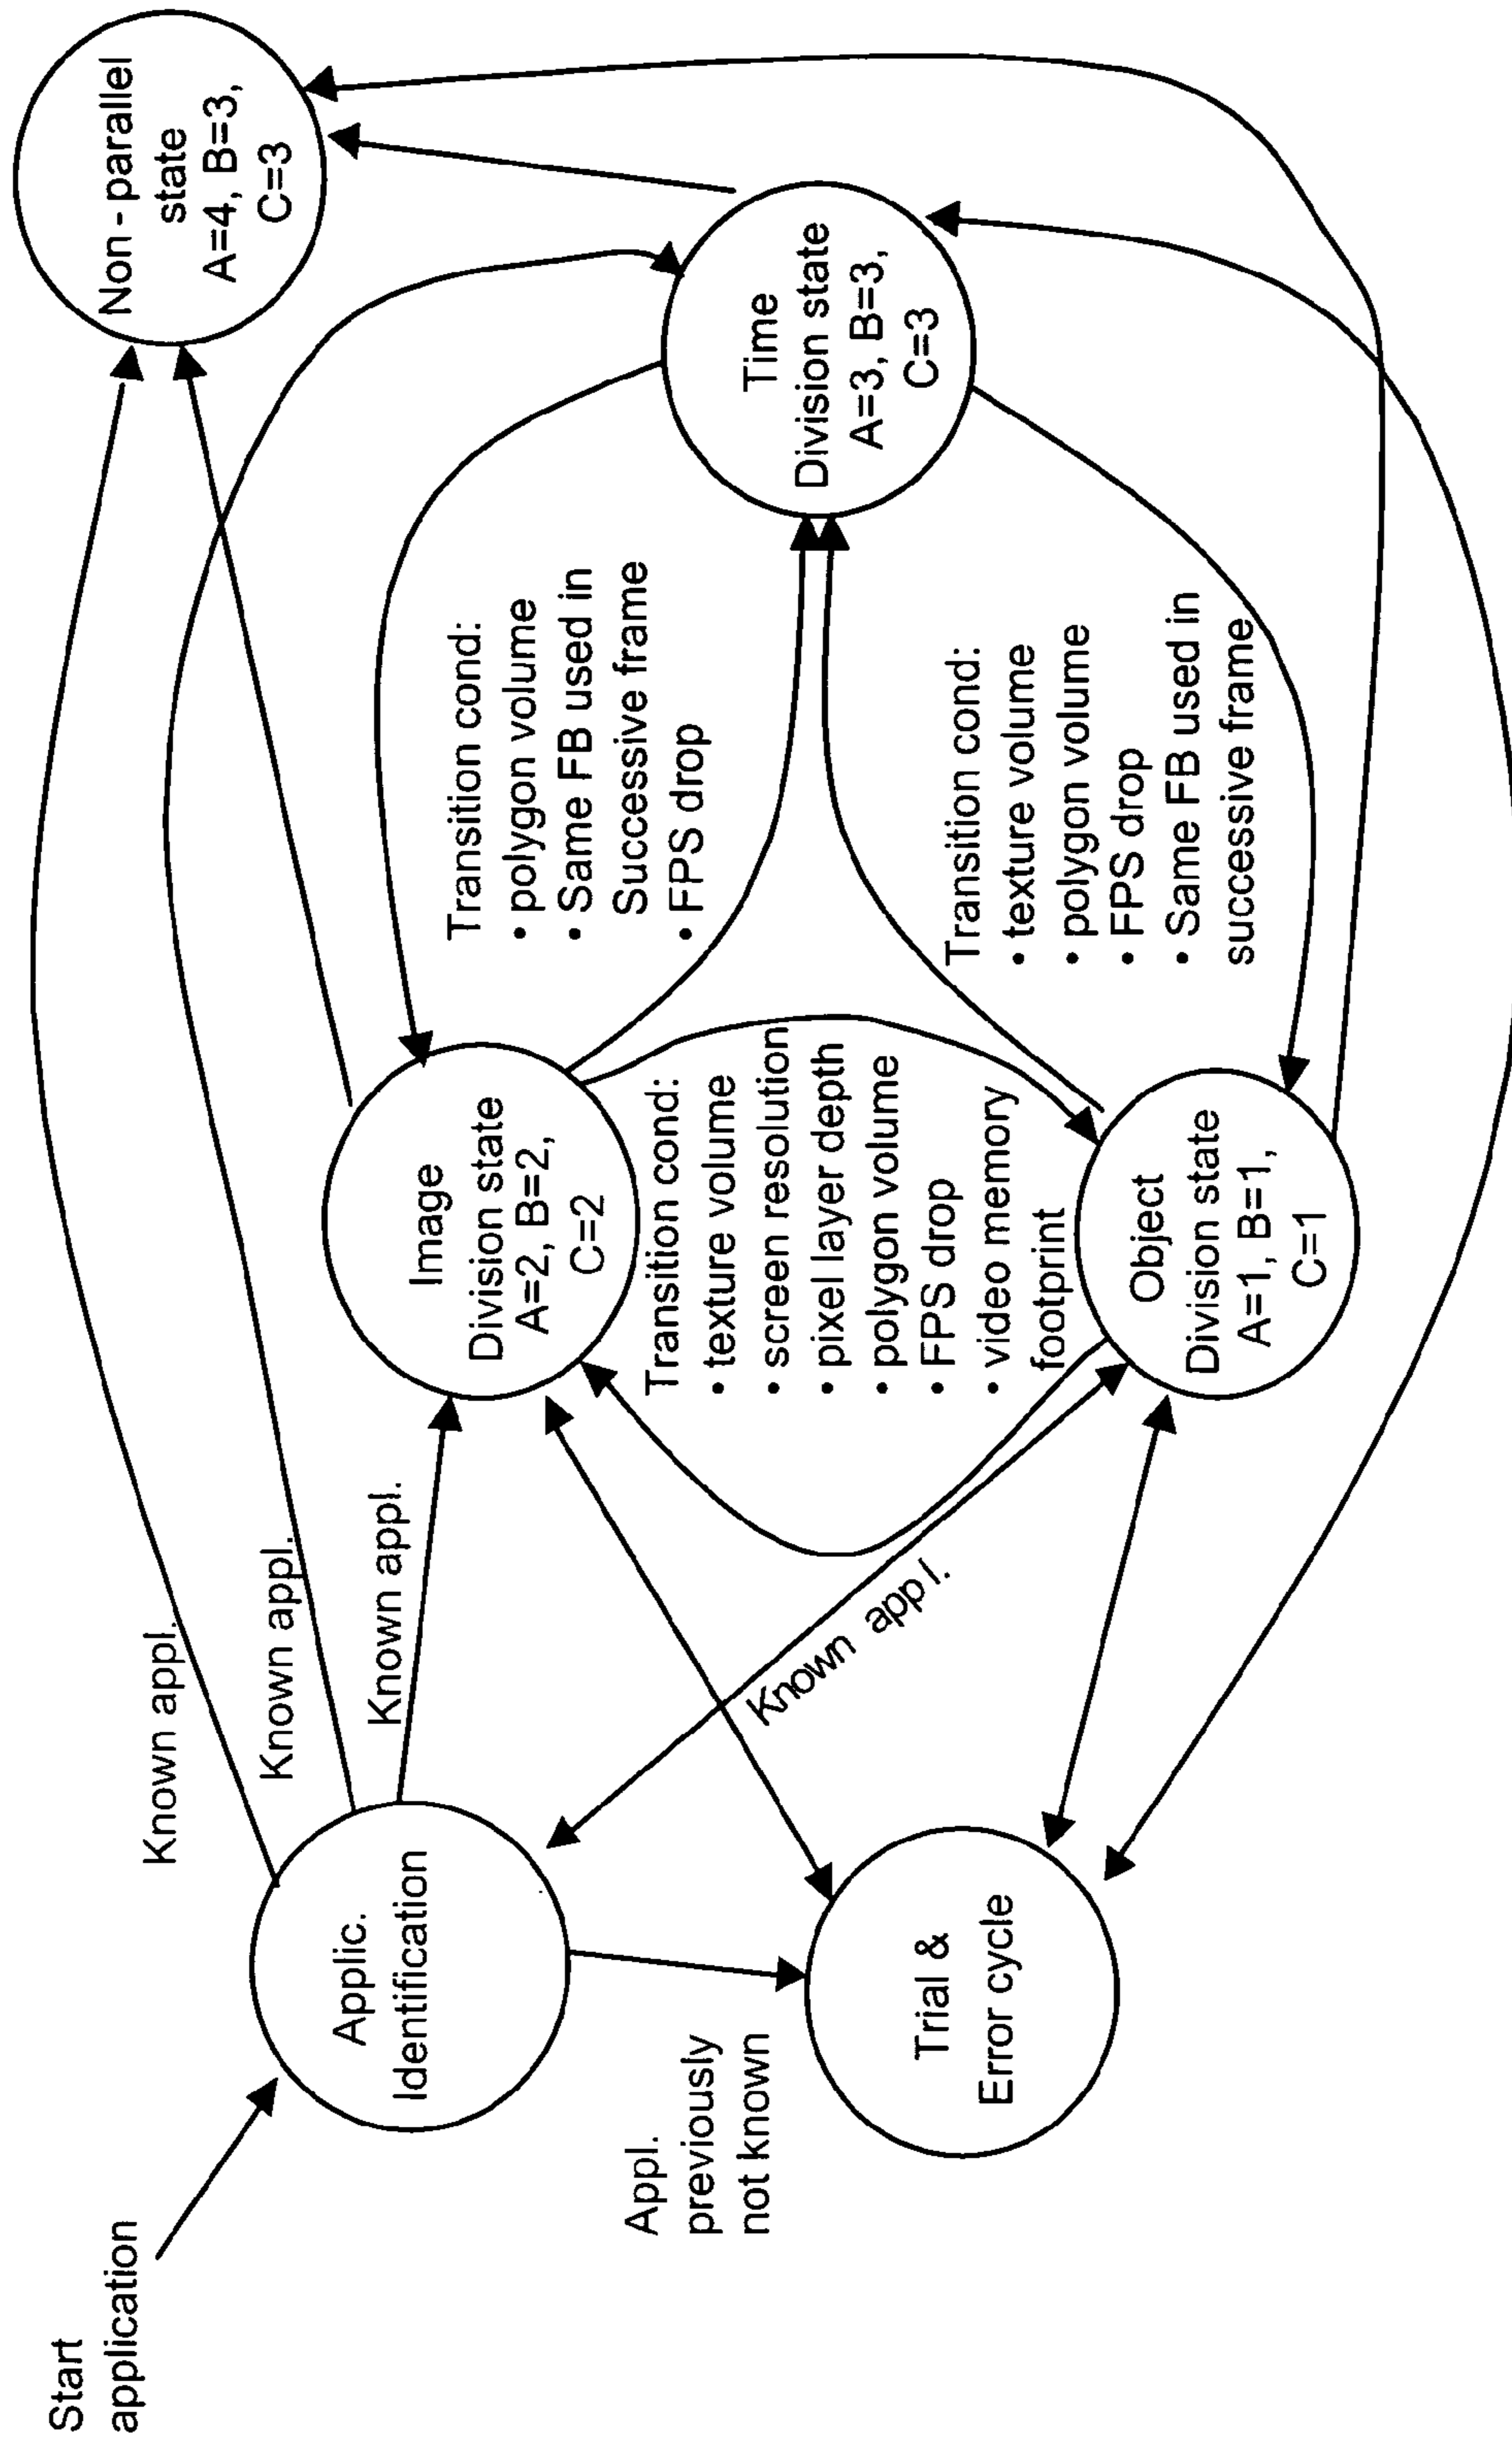 Start
application
Applic.
Identification
Appl.
previously
not known
Trial &
Error cycle
Known appl.
Known appl.
Known appl.
Known appl.
Image
Division state
A=2, B=2,
C=2
Transition cond:
• texture volume
• screen resolution
• pixel layer depth
• polygon volume
• FPS drop
• video memory
footprint
Object
Division state
A=1, B=1,
C=1
Transition cond:
• polygon volume
• Same FB used in
Successive frame
• FPS drop
Transition cond:
• texture volume
• polygon volume
• FPS drop
• Same FB used in
successive frame
Time
Division state
A=3, B=3,
C=3
Non-parallel
state
A=4, B=3,
C=3